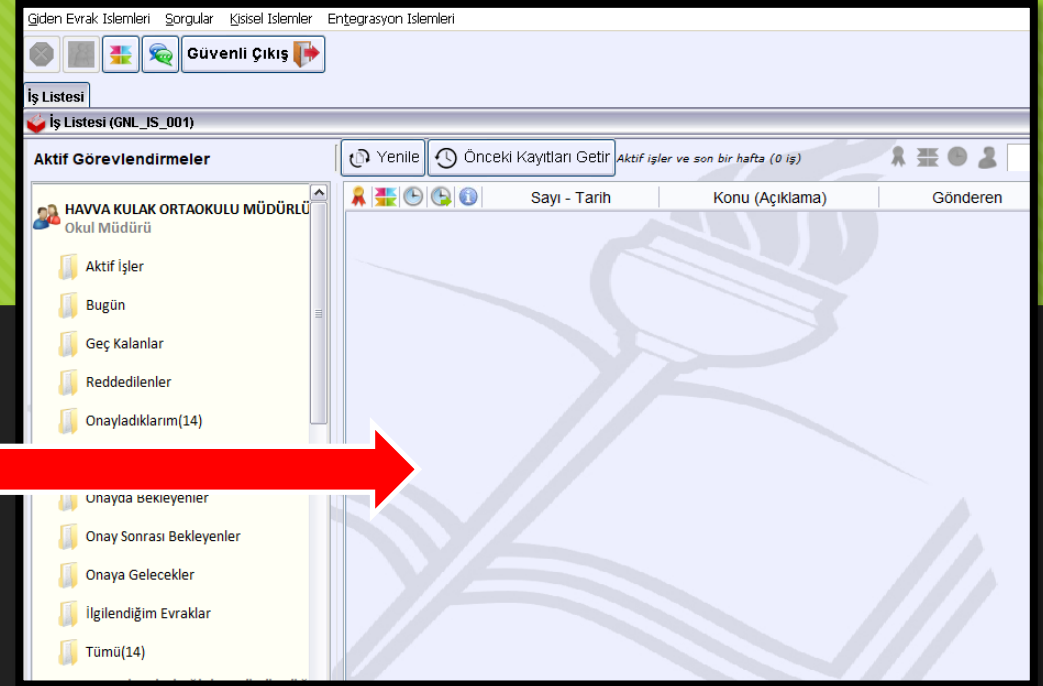 Giden Evrak Islemleri Sorgular Kisisel Islemler Entegrasyon Islemleri
Güvenli Çıkış
İş Listesi
İş Listesi (GNL_IS_001)
Aktif Görevlendirmeler
Yenile Önceki Kayıtları Getir Aktif işler ve son bir hafta (0 iş)
Sayı - Tarih Konu (Açıklama) Gönderen
HAVVA KULAK ORTAOKULU MÜDÜRLÜ
Okul Müdürü
Aktif İşler
Bugün
Geç Kalanlar
Reddedilenler
Onayladıklarım(14)
Onayda Bekleyenler
Onay Sonrası Bekleyenler
Onaya Gelecekler
İlgilendiğim Evraklar
Tümü(14)